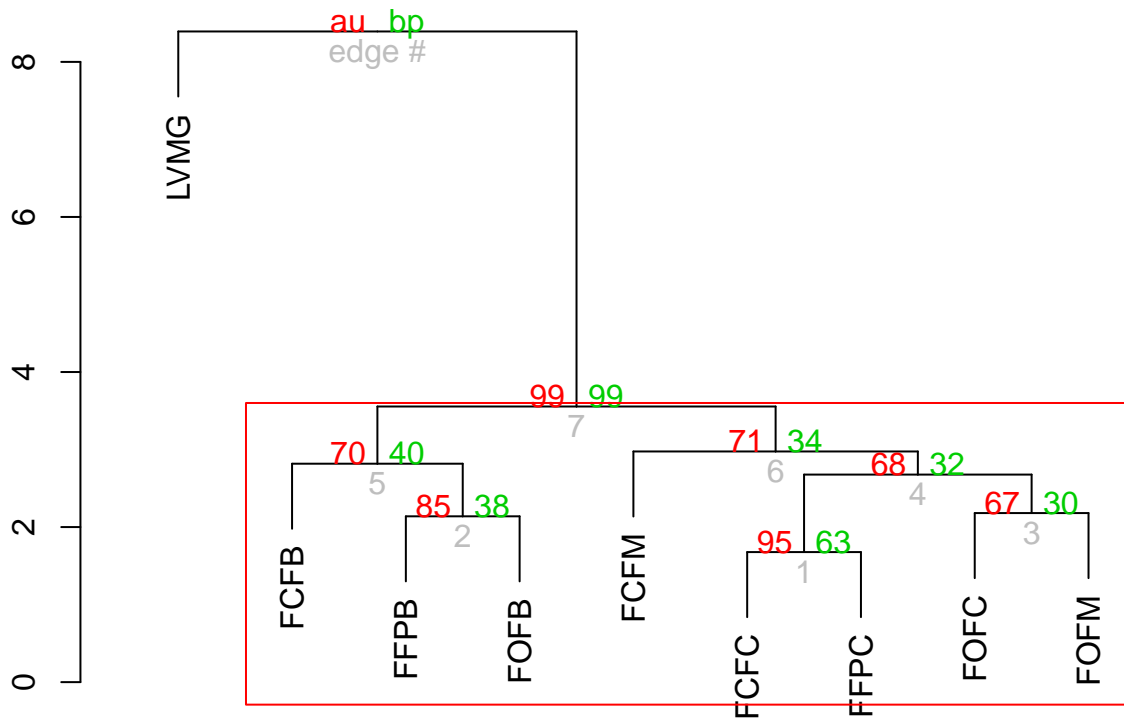 au bp
edge #
8
LVMG
6
4
99 99
7
71 34
6
70 40
5
68 32
4
85 38
2
67 30
3
2
95 63
1
FCFB
FCFM
FFPB
FOFB
FOFC
FOFM
FCFC
FFPC
0